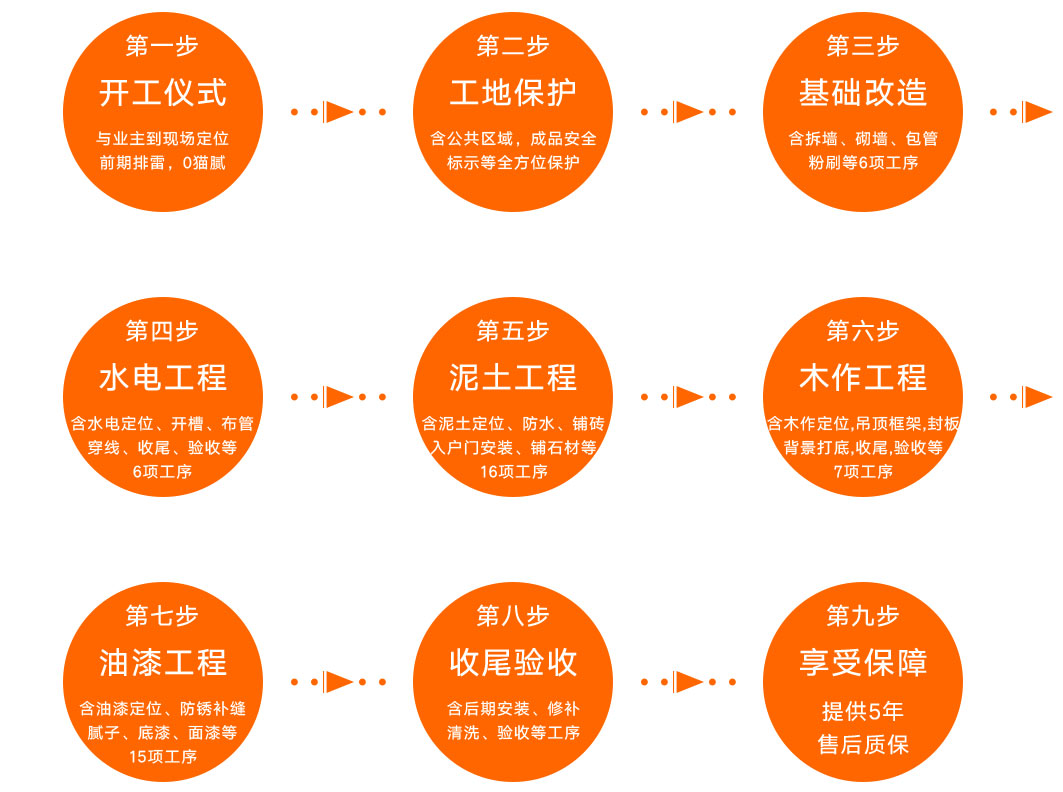 第一步
开工仪式
与业主到现场定位
前期排雷，0猫腻
第二步
工地保护
含公共区域，成品安全
标示等全方位保护
第三步
基础改造
含拆墙、砌墙、包管
粉刷等6项工序
第四步
水电工程
含水电定位、开槽、布管
穿线、收尾、验收等
6项工序
第五步
泥土工程
含泥土定位、防水、铺砖
入户门安装、铺石材等
16项工序
第六步
木作工程
含木作定位,吊顶框架,封板
背景打底,收尾,验收等
7项工序
第七步
油漆工程
含油漆定位、防锈补缝
腻子、底漆、面漆等
15项工序
第八步
收尾验收
含后期安装、修补
清洗、验收等工序
第九步
享受保障
提供5年
售后质保